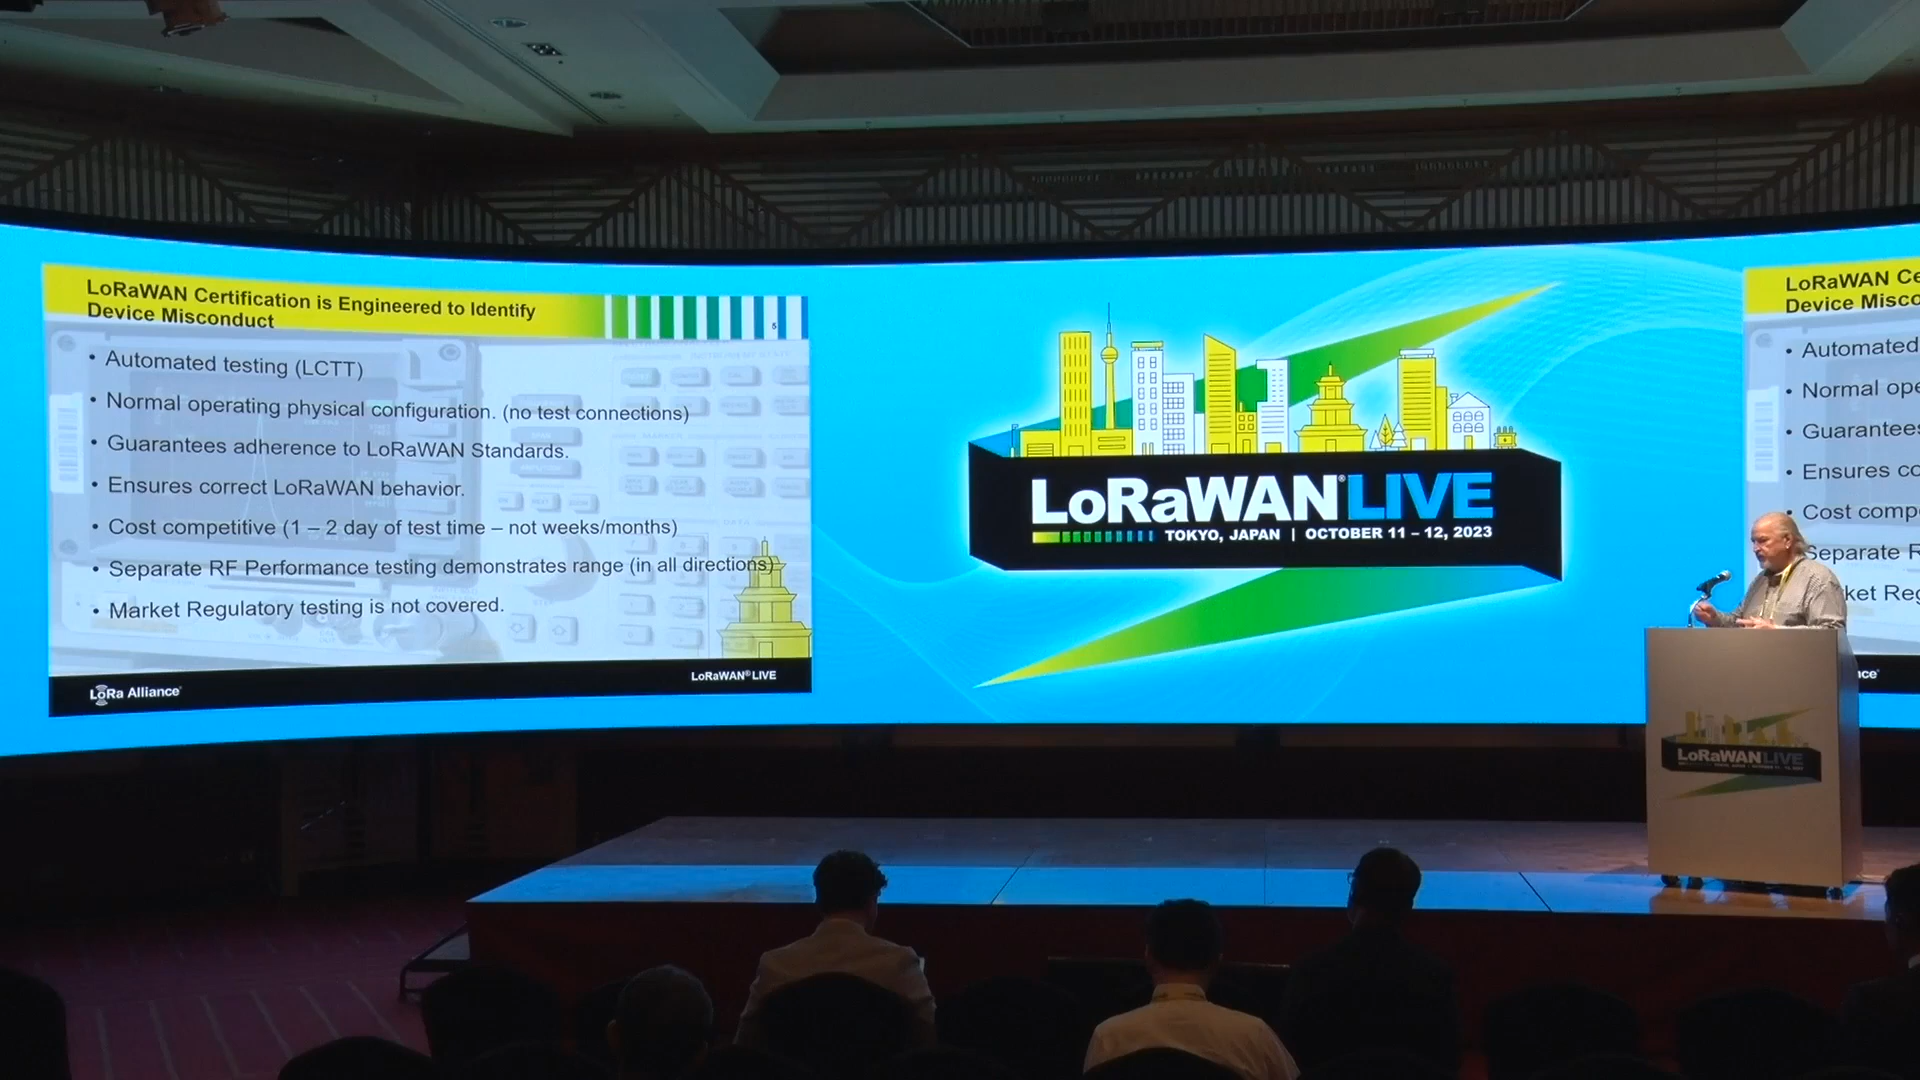 LoRaWAN Certification is Engineered to Identify
Device Misconduct
5
• Automated testing (LCTT)
• Normal operating physical configuration. (no test connections)
• Guarantees adherence to LoRaWAN Standards.
• Ensures correct LoRaWAN behavior.
• Cost competitive (1 – 2 day of test time – not weeks/months)
• Separate RF Performance testing demonstrates range (in all directions)
• Market Regulatory testing is not covered.
LoRa Alliance®
LoRaWAN® LIVE
LoRaWAN® LIVE
TOKYO, JAPAN | OCTOBER 11 – 12, 2023
LoRaWAN Ce
Device Misco
• Automated
• Normal ope
• Guarantees
• Ensures co
• Cost comp
Separate R
ket Reg
nce®
LoRaWAN LIVE